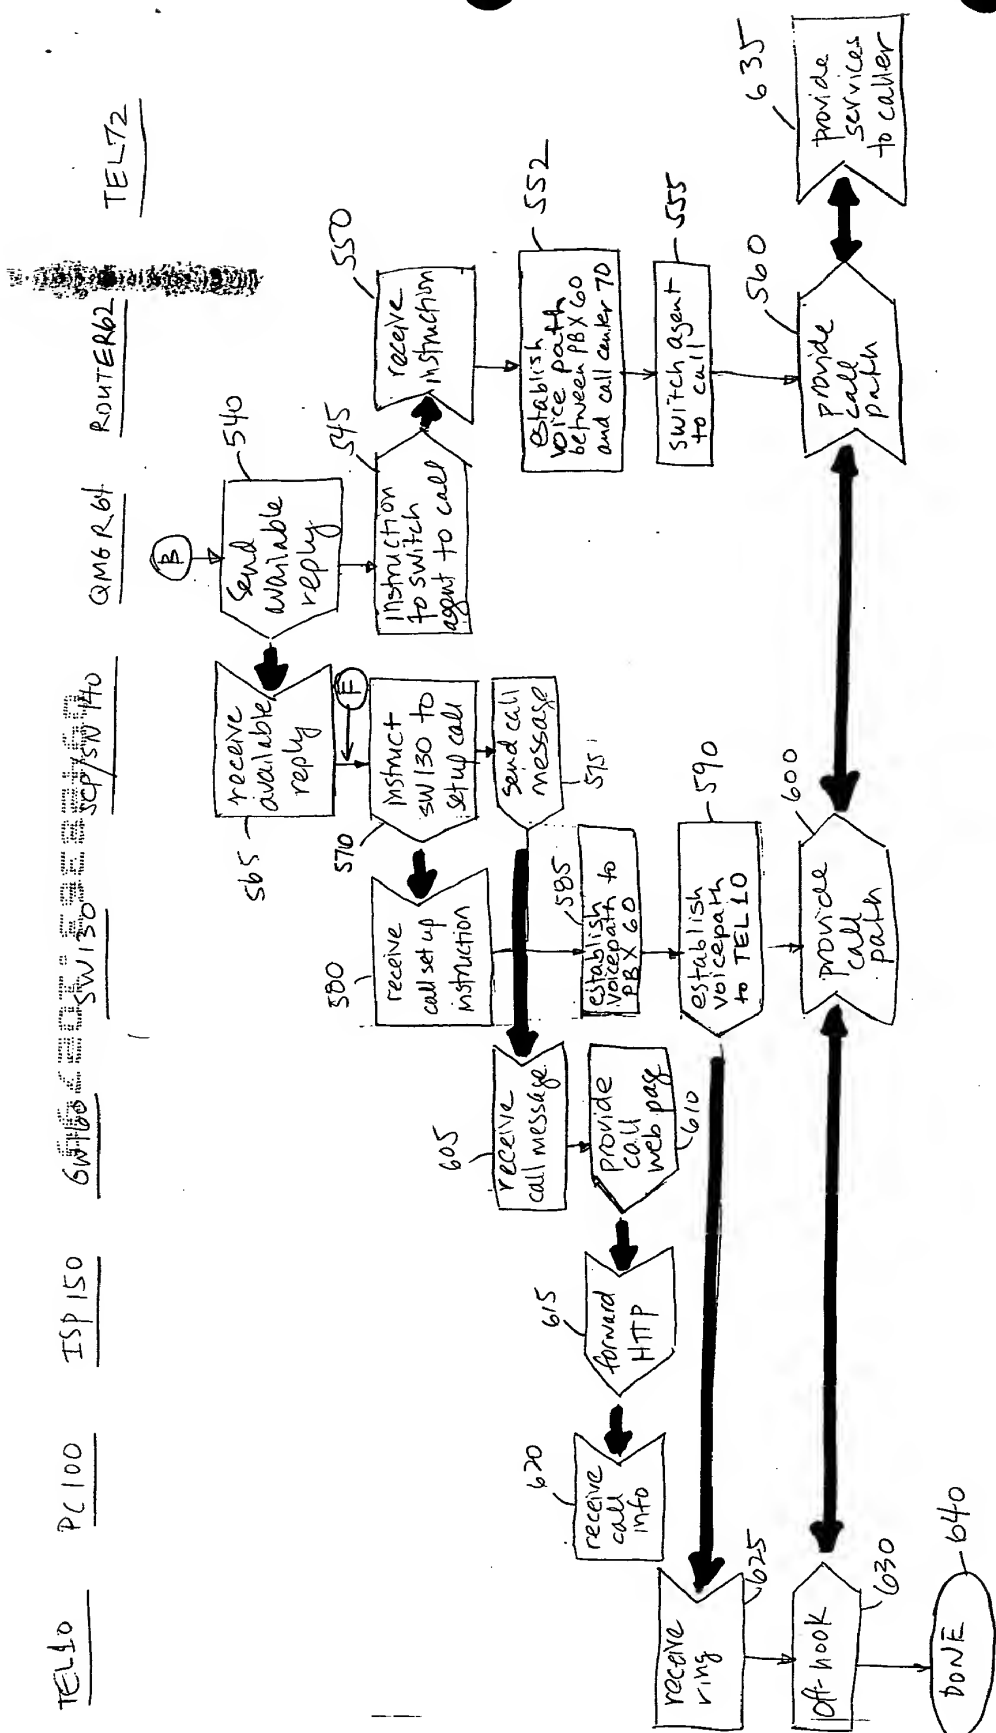 TEL10
PC100
ISP150
GW160
SW130
SCP/SN 140
QMGR64
ROUTER62
TEL72
B
send
available
reply
540
instruction
to switch
agent to call
545
receive
instruction
550
establish
voice path
between PBX 60
and call center 70
552
switch agent
to call
555
provide
call
path
560
provide
services
to caller
635
receive
available
reply
565
F
instruct
SW130 to
setup call
570
send call
message
575
receive
call set up
instruction
580
establish
voicepath to
PBX 60
585
establish
voicepath
to TEL10
590
provide
call
path
600
receive
call message
605
provide
call
web page
610
forward
HTTP
615
receive
call
info
620
receive
ring
625
off-hook
630
DONE
640